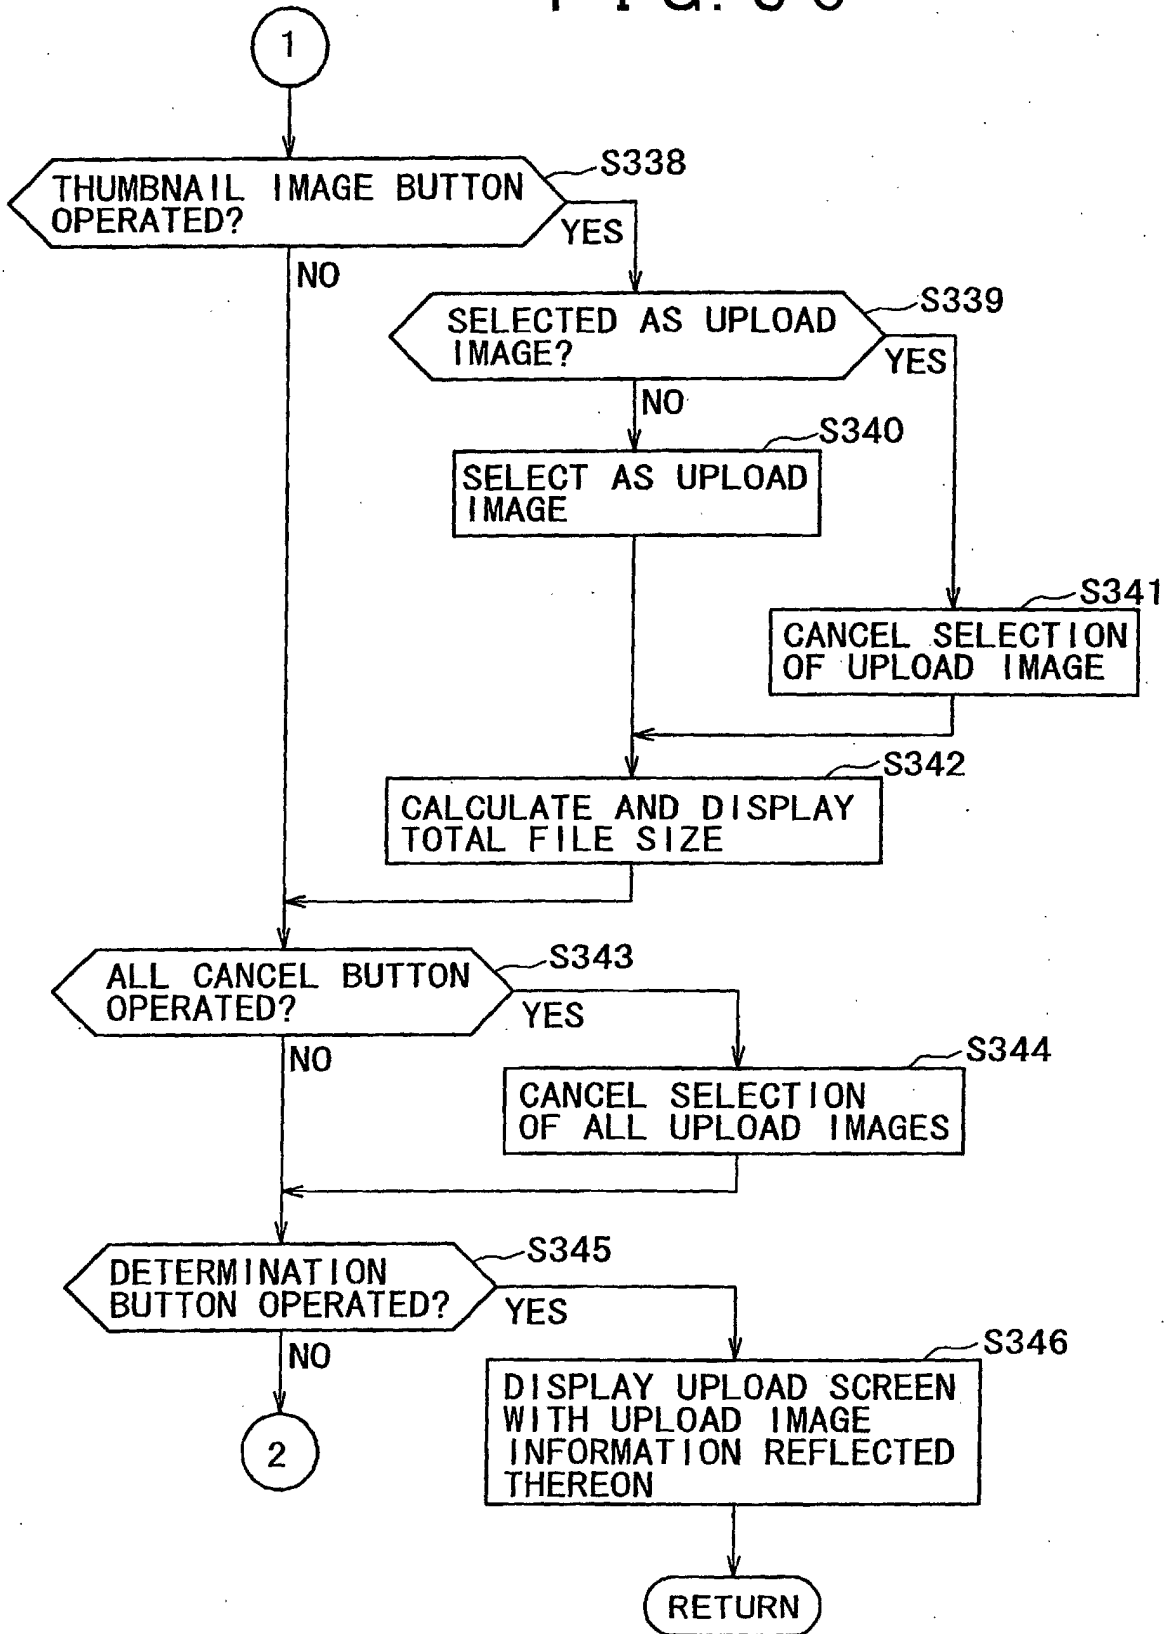 1
S338
THUMBNAIL IMAGE BUTTON
OPERATED?
YES
NO
S339
SELECTED AS UPLOAD
IMAGE?
YES
NO
S340
SELECT AS UPLOAD
IMAGE
S341
CANCEL SELECTION
OF UPLOAD IMAGE
S342
CALCULATE AND DISPLAY
TOTAL FILE SIZE
S343
ALL CANCEL BUTTON
OPERATED?
YES
NO
S344
CANCEL SELECTION
OF ALL UPLOAD IMAGES
S345
DETERMINATION
BUTTON OPERATED?
YES
NO
S346
DISPLAY UPLOAD SCREEN
WITH UPLOAD IMAGE
INFORMATION REFLECTED
THEREON
2
RETURN